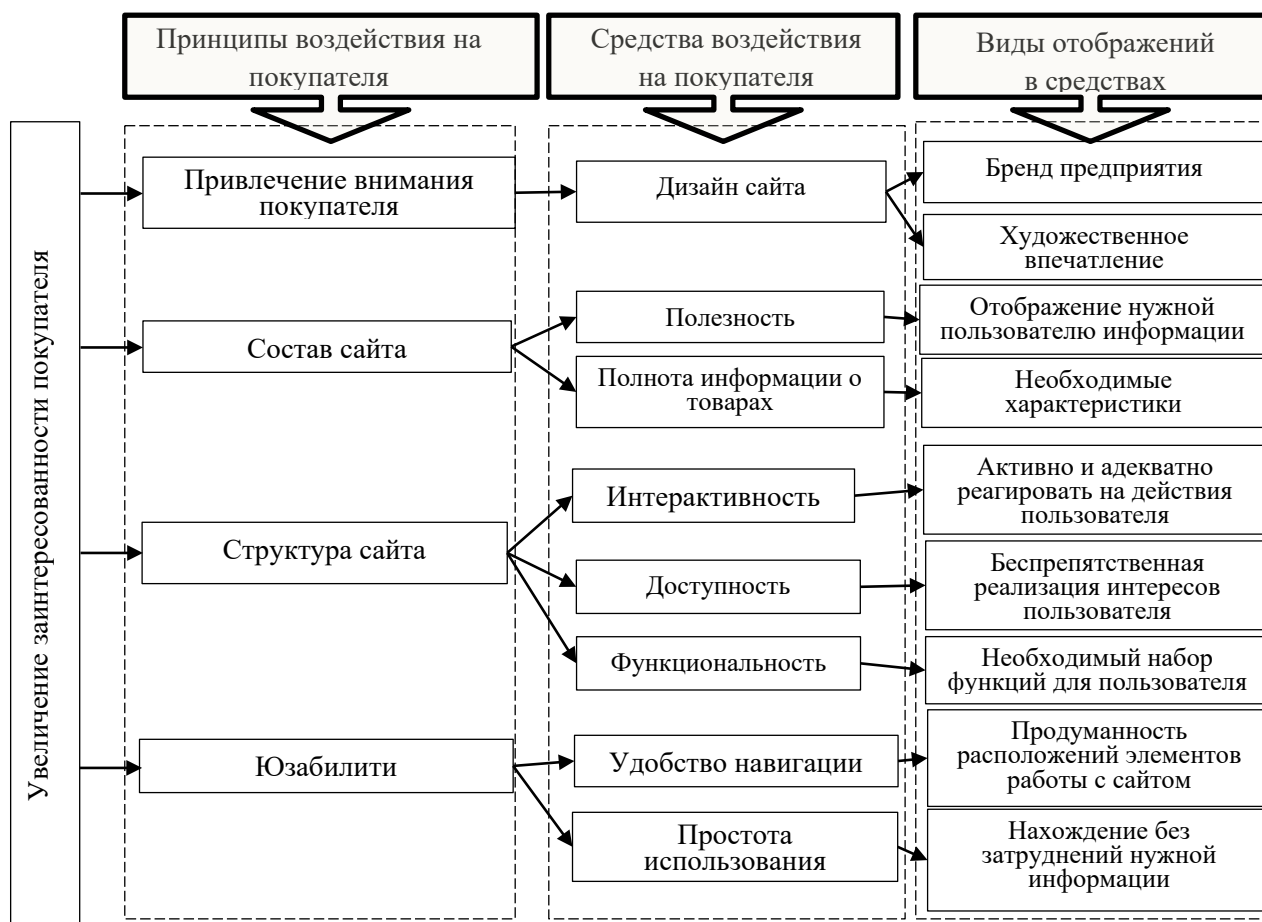 Принципы воздействия на
покупателя
Средства воздействия
на покупателя
Виды отображений
в средствах
Увеличение заинтересованности покупателя
Привлечение внимания
покупателя
Дизайн сайта
Бренд предприятия
Художественное
впечатление
Состав сайта
Полезность
Отображение нужной
пользователю информации
Полнота информации о
товарах
Необходимые
характеристики
Структура сайта
Интерактивность
Активно и адекватно
реагировать на действия
пользователя
Доступность
Беспрепятственная
реализация интересов
пользователя
Функциональность
Необходимый набор
функций для пользователя
Юзабилити
Удобство навигации
Продуманность
расположений элементов
работы с сайтом
Простота
использования
Нахождение без
затруднений нужной
информации